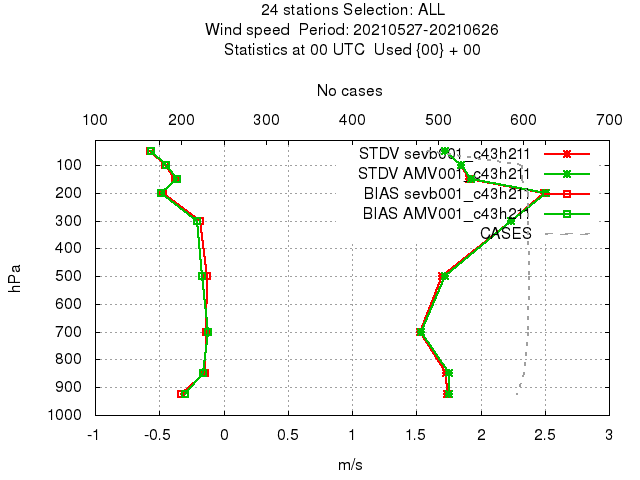 24 stations Selection: ALL
Wind speed  Period: 20210527-20210626
Statistics at 00 UTC  Used {00} + 00
No cases
100 200 300 400 500 600 700
STDV sevb001_c43h211
STDV AMV001_c43h211
BIAS sevb001_c43h211
BIAS AMV001_c43h211
CASES
hPa
100
200
300
400
500
600
700
800
900
1000
-1 -0.5 0 0.5 1 1.5 2 2.5 3
m/s